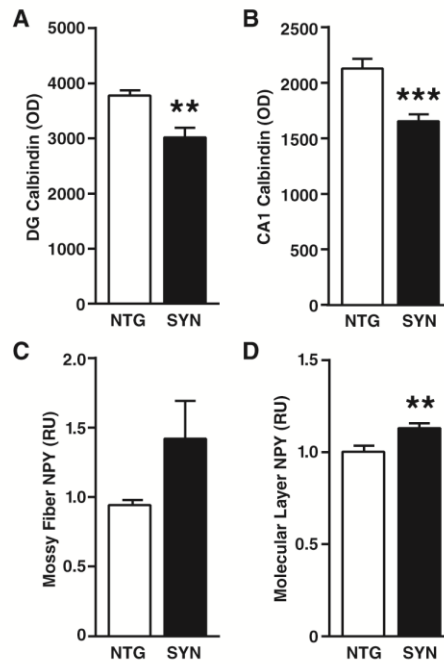 A
DG Calbindin (OD)
5000
4000
3000
2000
1000
0
**
NTG SYN
B
CA1 Calbindin (OD)
2500
2000
1500
1000
500
0
***
NTG SYN
C
Mossy Fiber NPY (RU)
2.0
1.5
1.0
0.5
0
NTG SYN
D
Molecular Layer NPY (RU)
1.5
1.0
0.5
0
**
NTG SYN